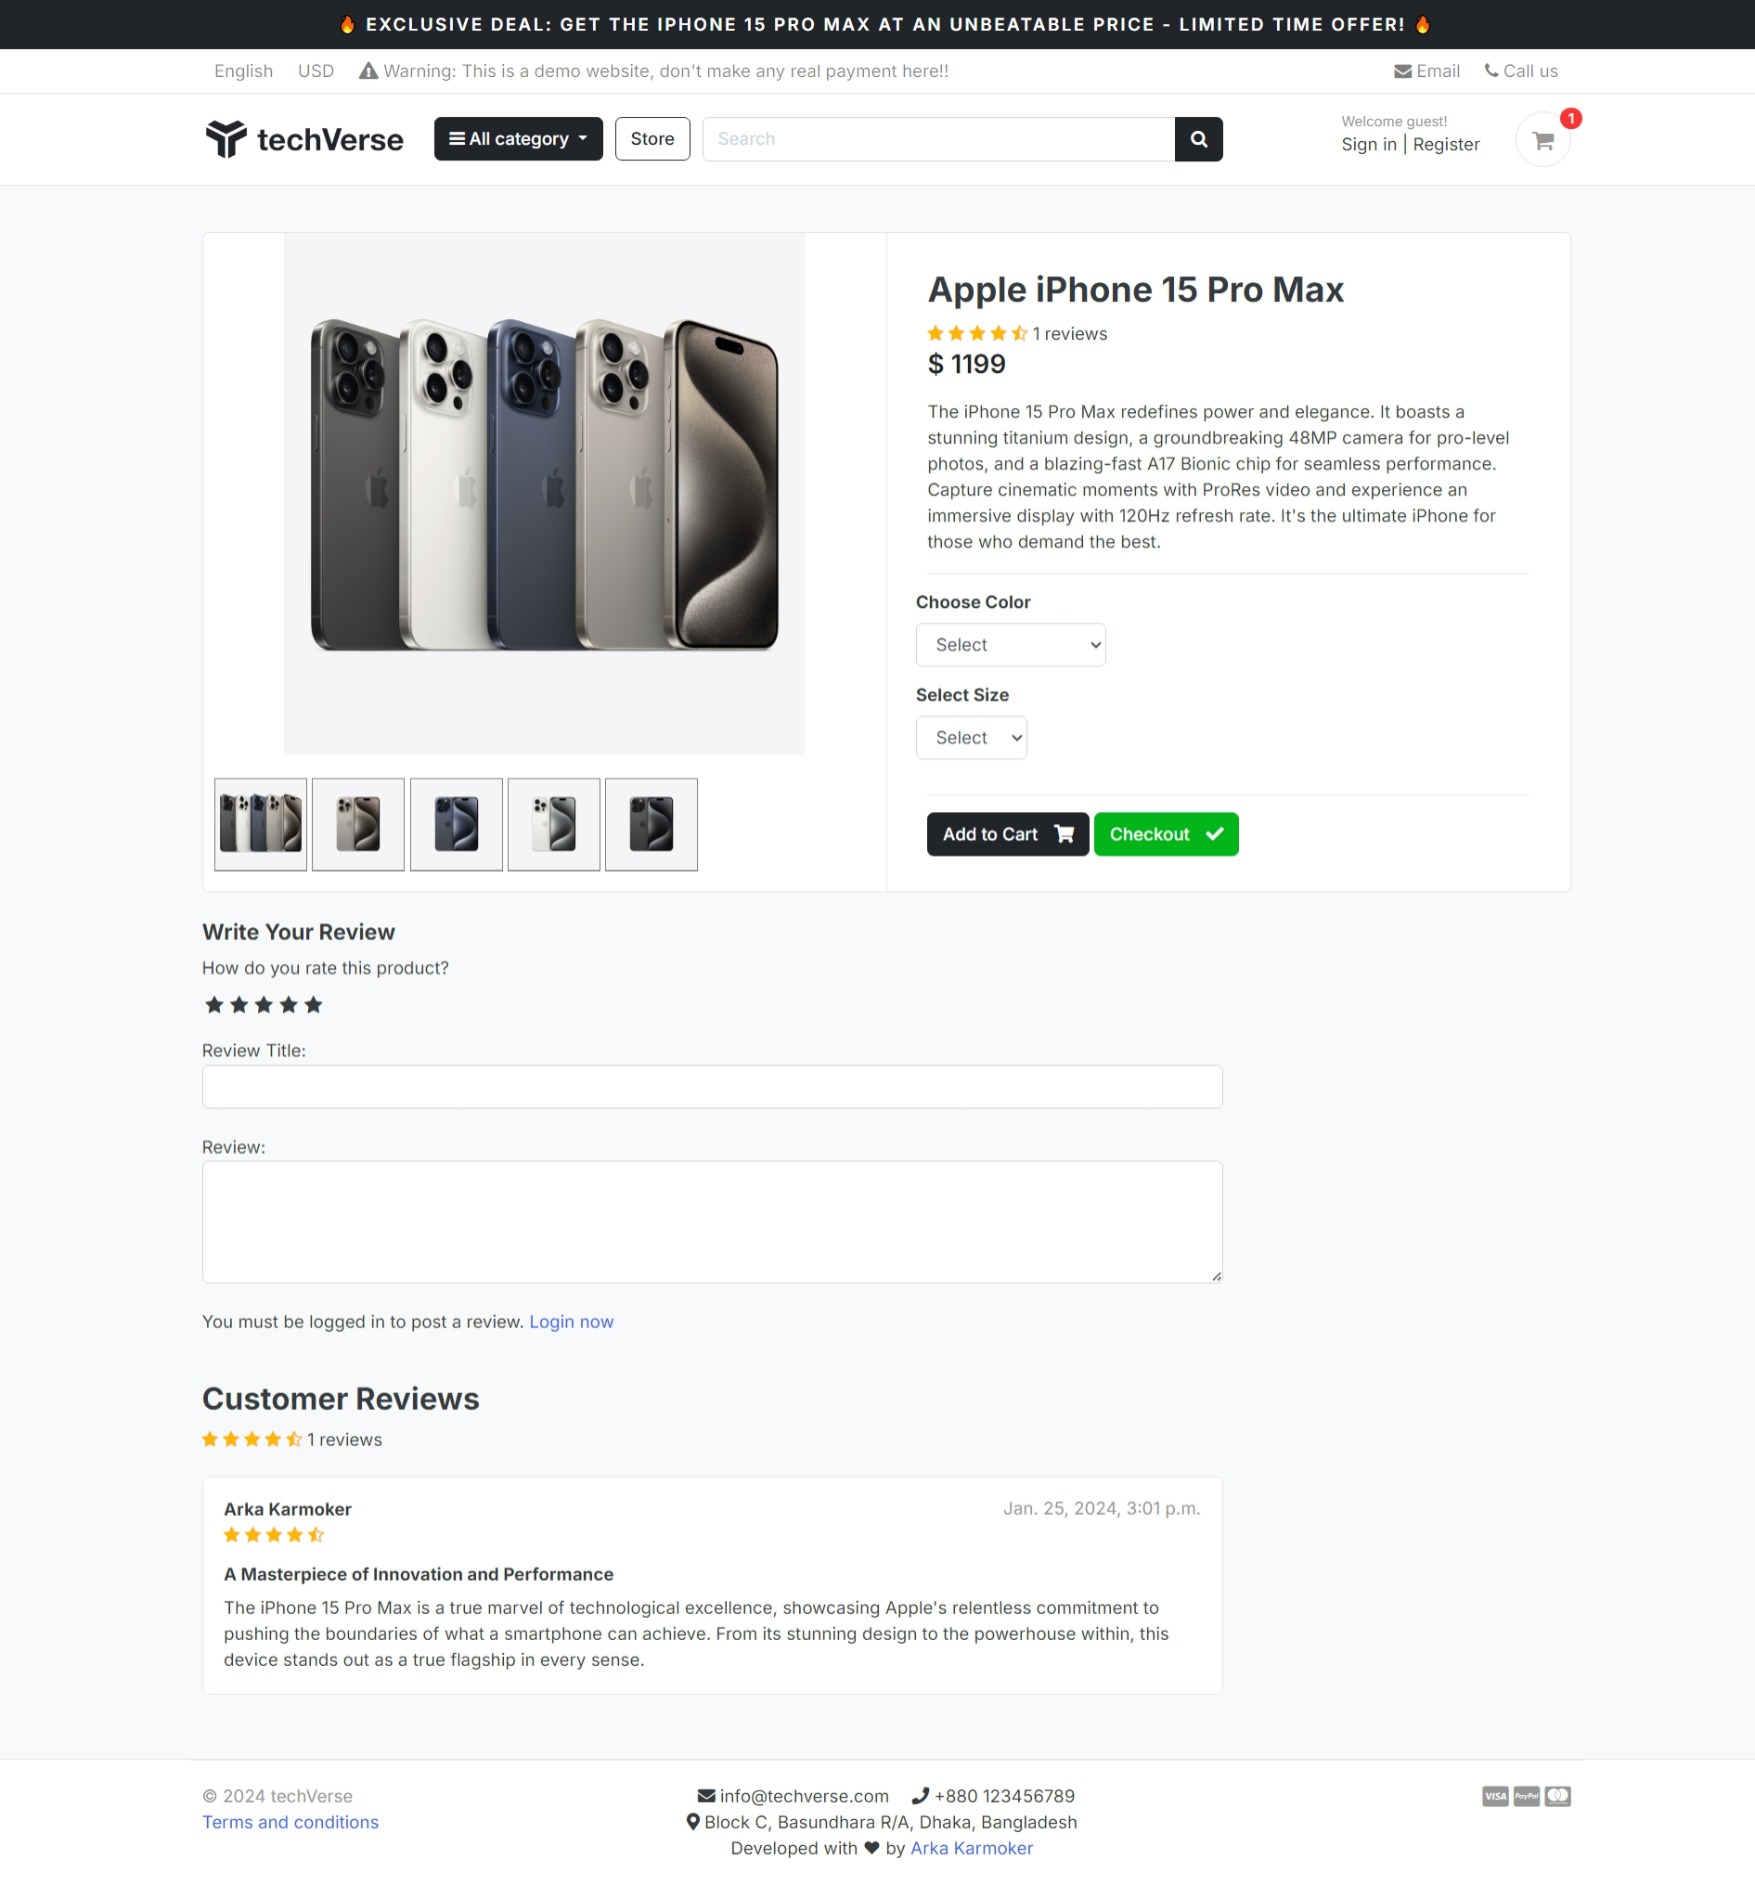 🔥 EXCLUSIVE DEAL: GET THE IPHONE 15 PRO MAX AT AN UNBEATABLE PRICE - LIMITED TIME OFFER! 🔥
English USD Warning: This is a demo website, don't make any real payment here!! Email Call us
techVerse
All category
Store
Search
Welcome guest!
Sign in | Register
1
Apple iPhone 15 Pro Max
1 reviews
$ 1199
The iPhone 15 Pro Max redefines power and elegance. It boasts a
stunning titanium design, a groundbreaking 48MP camera for pro-level
photos, and a blazing-fast A17 Bionic chip for seamless performance.
Capture cinematic moments with ProRes video and experience an
immersive display with 120Hz refresh rate. It's the ultimate iPhone for
those who demand the best.
Choose Color
Select
Select Size
Select
Add to Cart
Checkout
Write Your Review
How do you rate this product?
Review Title:
Review:
You must be logged in to post a review. Login now
Customer Reviews
1 reviews
Arka Karmoker
Jan. 25, 2024, 3:01 p.m.
A Masterpiece of Innovation and Performance
The iPhone 15 Pro Max is a true marvel of technological excellence, showcasing Apple's relentless commitment to
pushing the boundaries of what a smartphone can achieve. From its stunning design to the powerhouse within, this
device stands out as a true flagship in every sense.
© 2024 techVerse
Terms and conditions
info@techverse.com +880 123456789
Block C, Basundhara R/A, Dhaka, Bangladesh
Developed with ❤ by Arka Karmoker
VISA PayPal